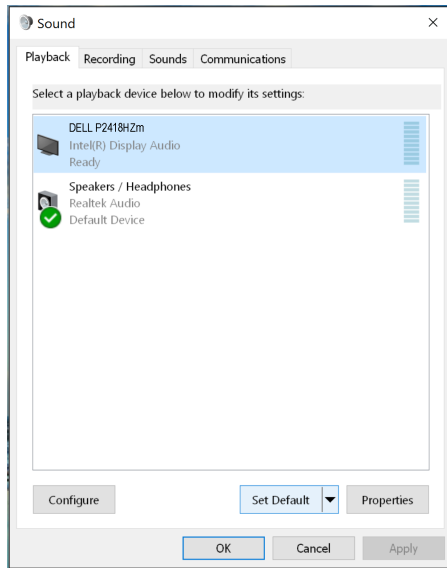 Sound
Playback Recording Sounds Communications
Select a playback device below to modify its settings:
DELL P2418HZm
Intel(R) Display Audio
Ready
Speakers / Headphones
Realtek Audio
Default Device
Configure Set Default Properties
OK Cancel Apply